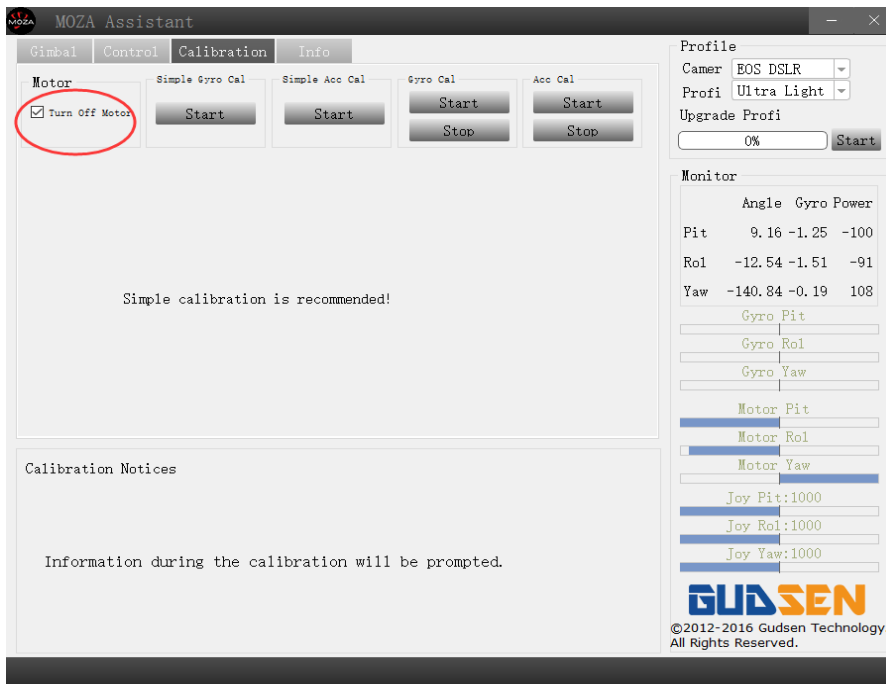 MOZA
MOZA Assistant
Gimbal Control Calibration Info
Motor
Turn Off Motor
Simple Gyro Cal
Start
Simple Acc Cal
Start
Gyro Cal
Start
Stop
Acc Cal
Start
Stop
Simple calibration is recommended!
Calibration Notices
Information during the calibration will be prompted.
Profile
Camer EOS DSLR
Profi Ultra Light
Upgrade Profi
0% Start
Monitor
Angle Gyro Power
Pit 9.16 -1.25 -100
Rol -12.54 -1.51 -91
Yaw -140.84 -0.19 108
Gyro Pit
Gyro Rol
Gyro Yaw
Motor Pit
Motor Rol
Motor Yaw
Joy Pit:1000
Joy Rol:1000
Joy Yaw:1000
GUDSEN
©2012-2016 Gudsen Technology
All Rights Reserved.